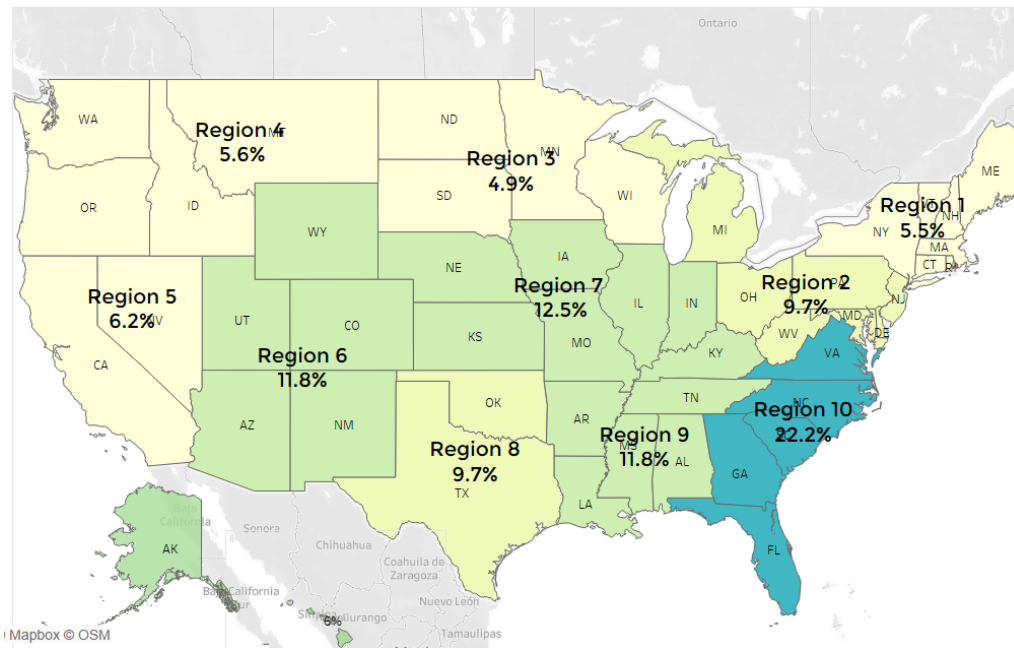 Ontario
WA
Region 4
5.6%
ND
Region 3
4.9%
MN
ME
OR
ID
SD
WI
MI
Region 1
5.5%
NH
NY
MA
CT
RI
WY
NE
IA
Region 7
12.5%
IL
IN
OH
Region 2
9.7%
PA
NJ
MD
DE
WV
VA
Region 5
6.2%
NV
CA
UT
CO
KS
MO
KY
Region 6
11.8%
AZ
NM
OK
AR
TN
NC
Region 10
22.2%
Region 8
9.7%
TX
Region 9
11.8%
MS
AL
GA
LA
FL
AK
Baja
California
Sonora
Chihuahua
Coahuila de
Zaragoza
Nuevo León
Tamaulipas
6%
Mapbox © OSM